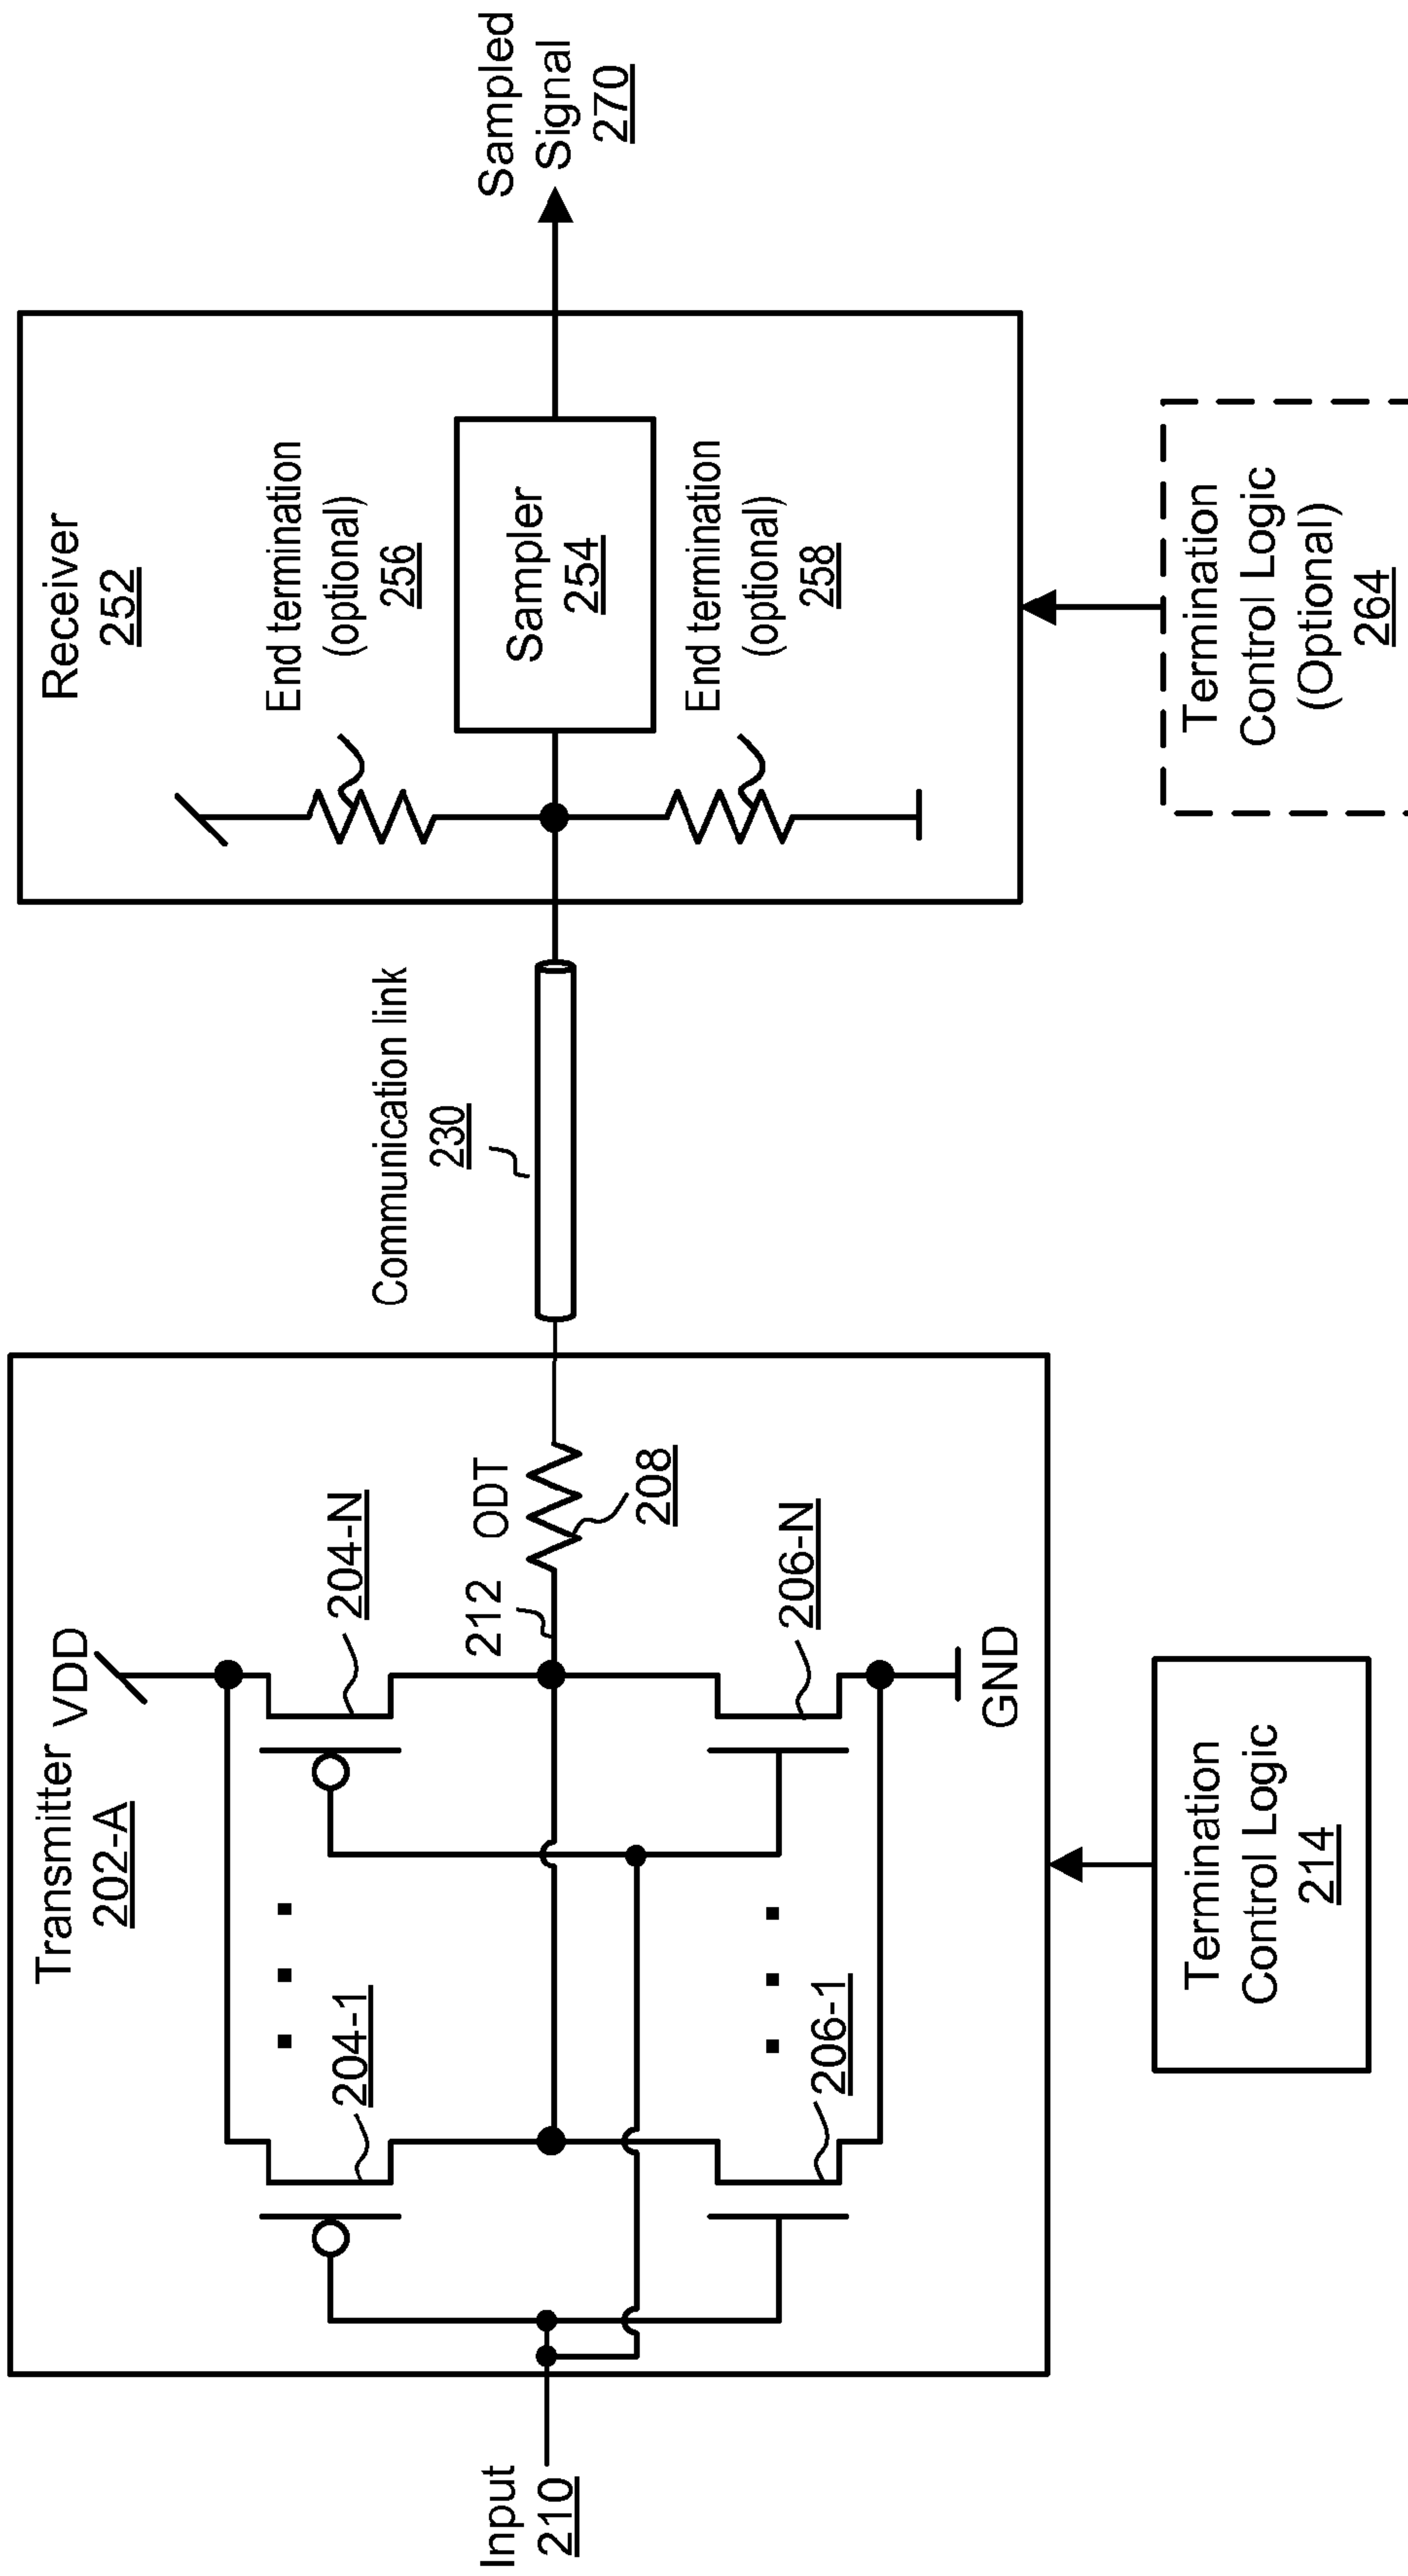 Transmitter
202-A
VDD
204-1
204-N
212
ODT
208
206-1
206-N
GND
Input
210
Termination
Control Logic
214
Communication link
230
Receiver
252
End termination
(optional)
256
Sampler
254
End termination
(optional)
258
Sampled
Signal
270
Termination
Control Logic
(Optional)
264